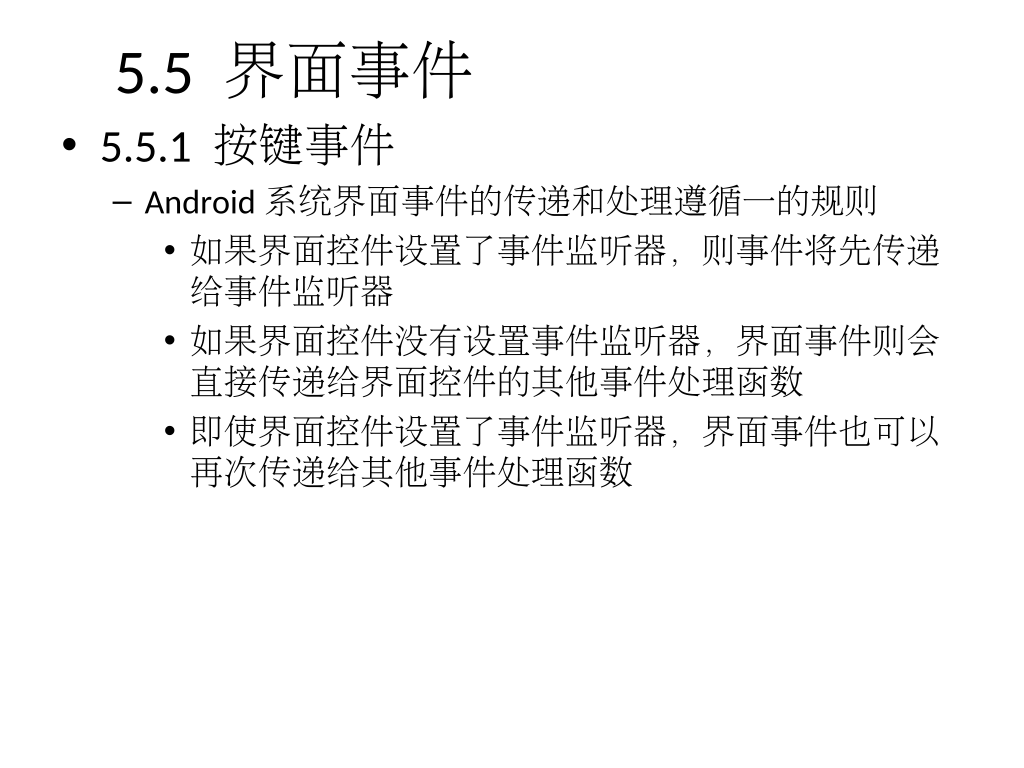 5.5 界面事件
• 5.5.1 按键事件
– Android 系统界面事件的传递和处理遵循一的规则
• 如果界面控件设置了事件监听器，则事件将先传递
给事件监听器
• 如果界面控件没有设置事件监听器，界面事件则会
直接传递给界面控件的其他事件处理函数
• 即使界面控件设置了事件监听器，界面事件也可以
再次传递给其他事件处理函数